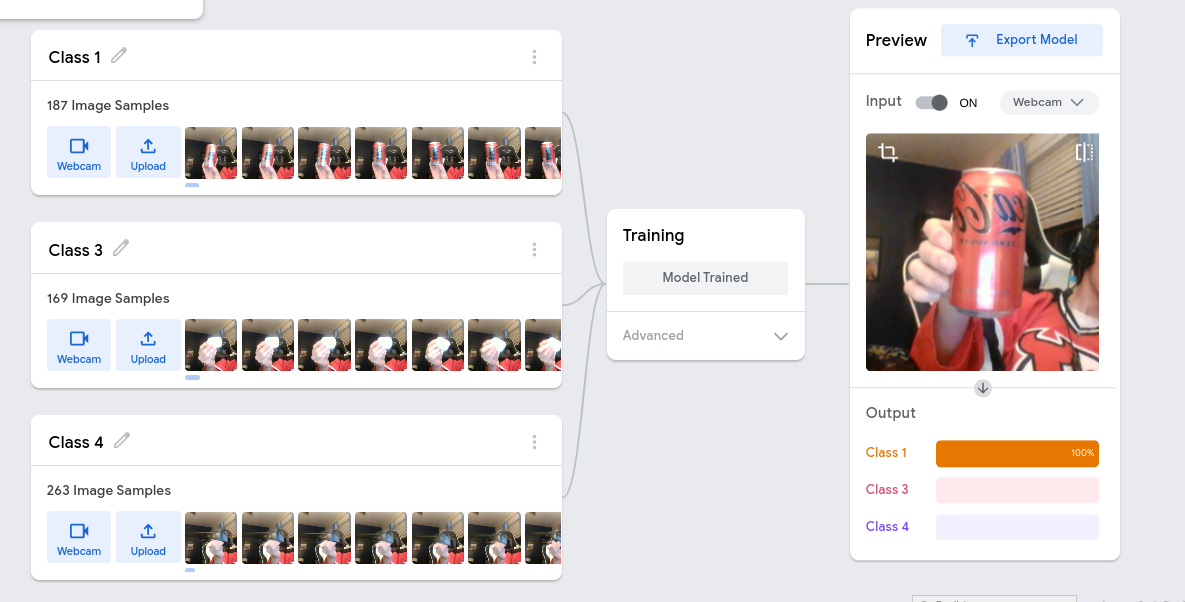 Class 1
187 Image Samples
Webcam
Upload
Class 3
169 Image Samples
Webcam
Upload
Class 4
263 Image Samples
Webcam
Upload
Training
Model Trained
Advanced
Preview
Export Model
Input
ON
Webcam
Output
Class 1
100%
Class 3
Class 4